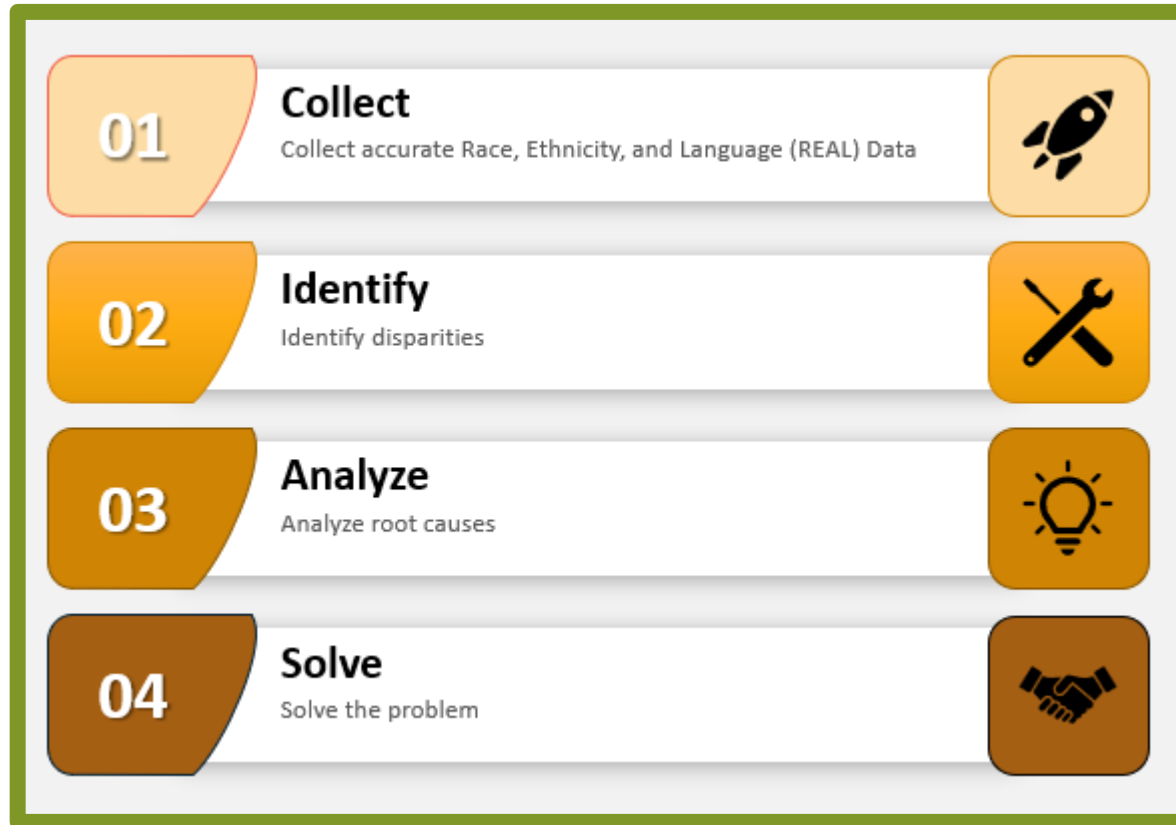 01
Collect
Collect accurate Race, Ethnicity, and Language (REAL) Data
02
Identify
Identify disparities
03
Analyze
Analyze root causes
04
Solve
Solve the problem